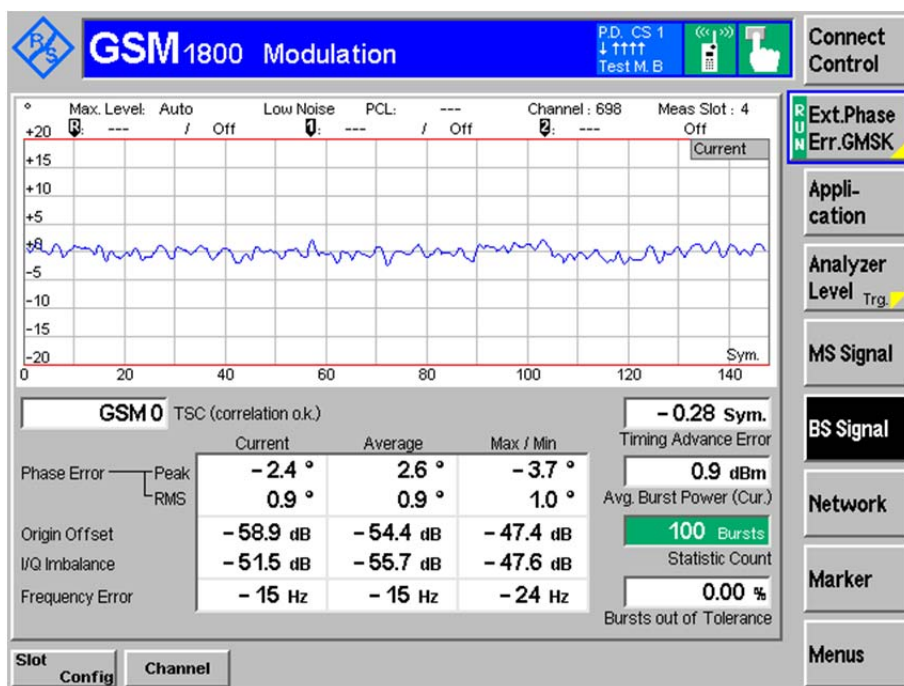 R/S GSM 1800 Modulation P.D. CS 1
↓ ↑↑↑↑
Test M. B
Connect
Control
° Max. Level: Auto Low Noise PCL: --- Channel : 698 Meas Slot : 4
R: --- / Off 1: --- / Off 2: --- Off
Current
+20
+15
+10
+5
+0
-5
-10
-15
-20
Sym.
0 20 40 60 80 100 120 140
RUN
Ext.Phase
Err.GMSK
Appli-
cation
Analyzer
Level Trg.
MS Signal
BS Signal
Network
Marker
Menus
GSM 0 TSC (correlation o.k.)
Current Average Max / Min
Phase Error Peak - 2.4 ° 2.6 ° - 3.7 °
RMS 0.9 ° 0.9 ° 1.0 °
Origin Offset - 58.9 dB - 54.4 dB - 47.4 dB
I/Q Imbalance - 51.5 dB - 55.7 dB - 47.6 dB
Frequency Error - 15 Hz - 15 Hz - 24 Hz
- 0.28 Sym.
Timing Advance Error
0.9 dBm
Avg. Burst Power (Cur.)
100 Bursts
Statistic Count
0.00 %
Bursts out of Tolerance
Slot
Config
Channel